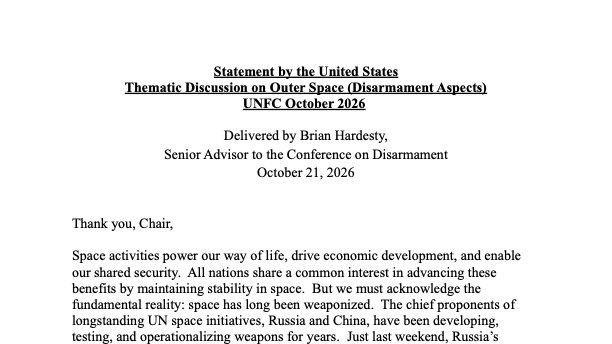 Statement by the United States
Thematic Discussion on Outer Space (Disarmament Aspects)
UNFC October 2026
Delivered by Brian Hardesty,
Senior Advisor to the Conference on Disarmament
October 21, 2026
Thank you, Chair,
Space activities power our way of life, drive economic development, and enable
our shared security.  All nations share a common interest in advancing these
benefits by maintaining stability in space.  But we must acknowledge the
fundamental reality: space has long been weaponized.  The chief proponents of
longstanding UN space initiatives, Russia and China, have been developing,
testing, and operationalizing weapons for years.  Just last weekend, Russia’s